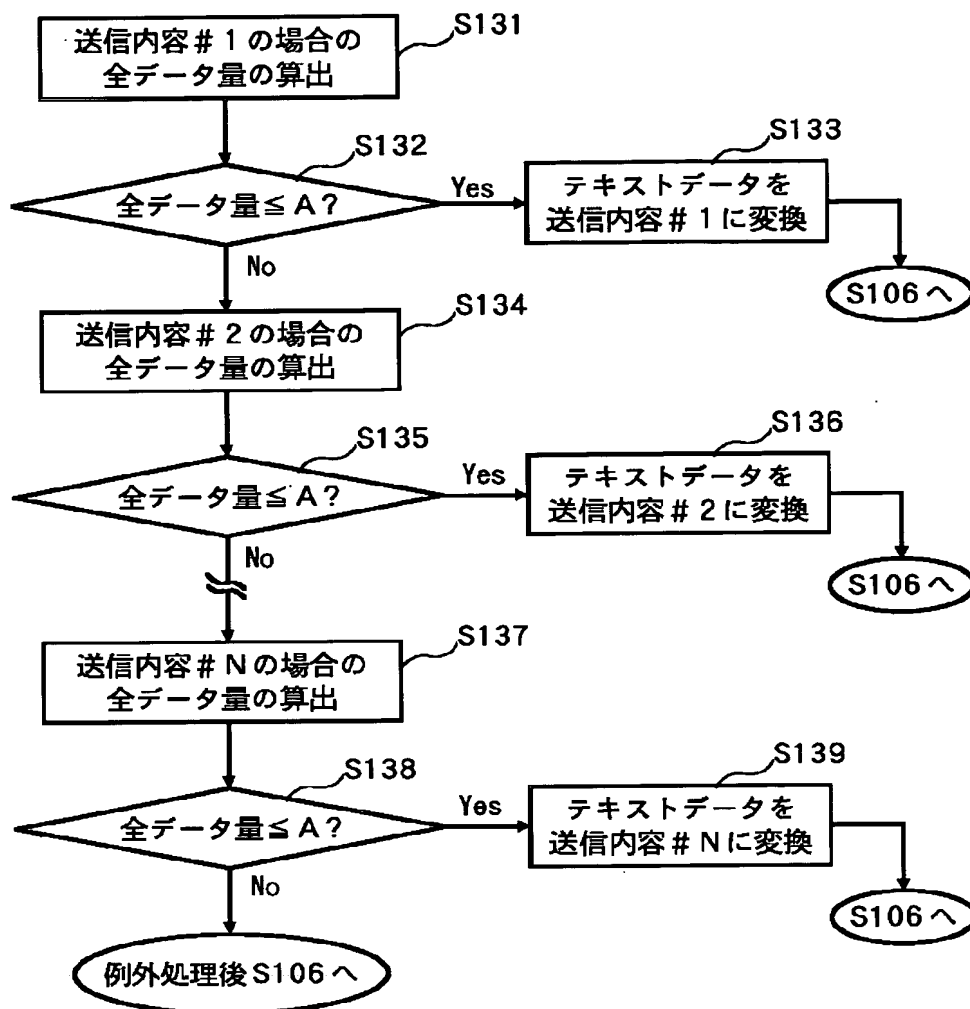 送信内容#1の場合の
全データ量の算出
S131
全データ量≦A?
S132
Yes
No
テキストデータを
送信内容#1に変換
S133
S106へ
送信内容#2の場合の
全データ量の算出
S134
全データ量≦A?
S135
Yes
No
テキストデータを
送信内容#2に変換
S136
S106へ
送信内容#Nの場合の
全データ量の算出
S137
全データ量≦A?
S138
Yes
No
テキストデータを
送信内容#Nに変換
S139
S106へ
例外処理後S106へ